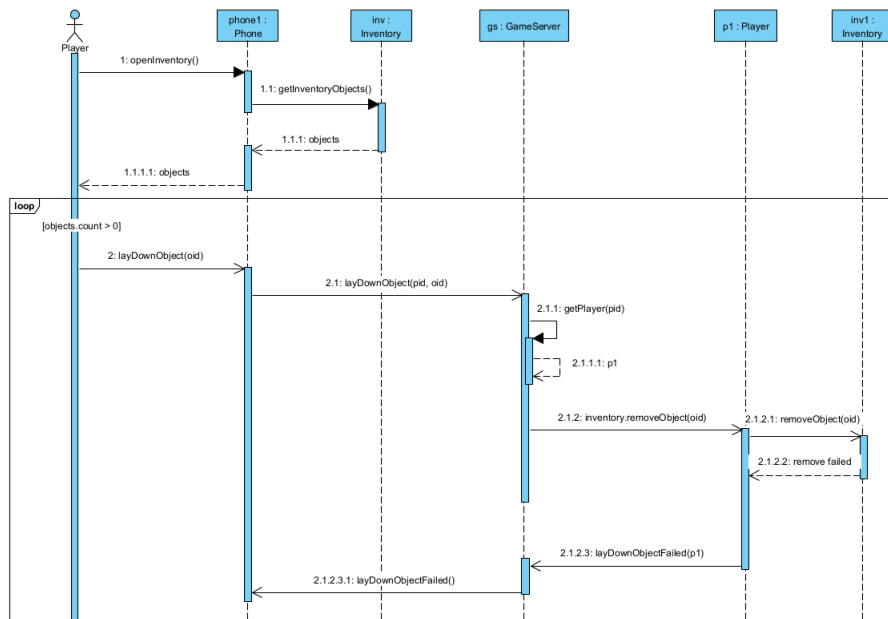 phone1 :
Phone
inv :
Inventory
gs : GameServer
p1 : Player
inv1 :
Inventory
Player
1: openInventory()
1.1: getInventoryObjects()
1.1.1: objects
1.1.1.1: objects
loop
[objects.count > 0]
2: layDownObject(oid)
2.1: layDownObject(pid, oid)
2.1.1: getPlayer(pid)
2.1.1.1: p1
2.1.2: inventory.removeObject(oid)
2.1.2.1: removeObject(oid)
2.1.2.2: remove failed
2.1.2.3: layDownObjectFailed(p1)
2.1.2.3.1: layDownObjectFailed()